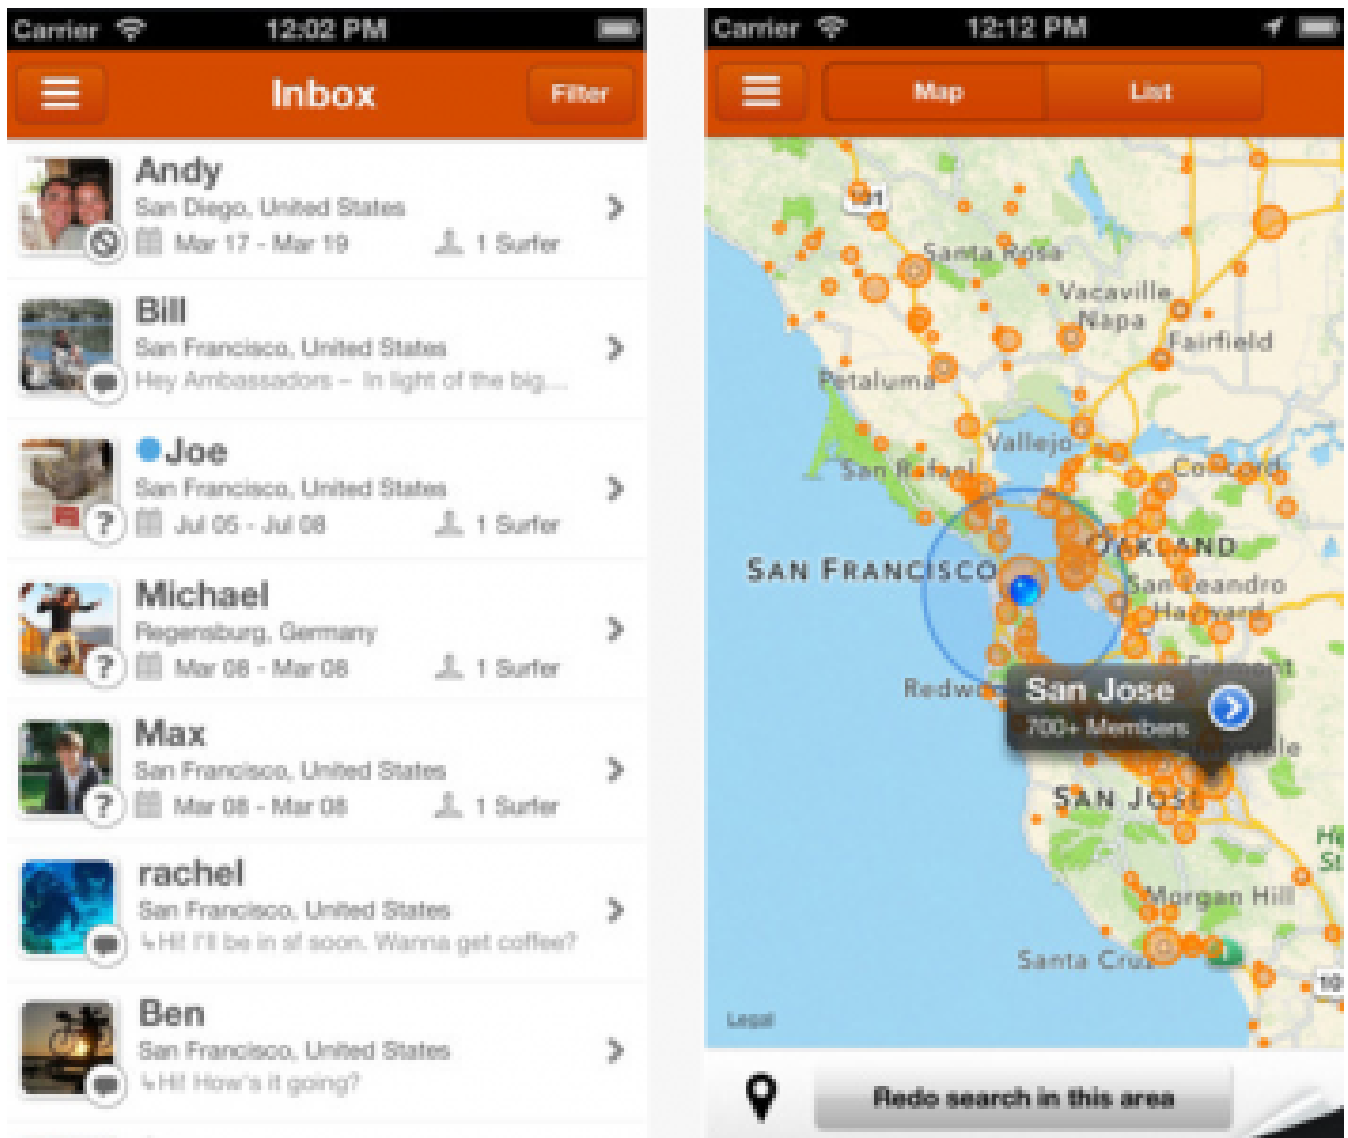 Carrier 12:02 PM
Inbox
Filter
Andy
San Diego, United States
Mar 17 - Mar 19 1 Surfer
Bill
San Francisco, United States
Hey Ambassadors – In light of the big....
Joe
San Francisco, United States
? Jul 05 - Jul 08 1 Surfer
Michael
Regensburg, Germany
? Mar 08 - Mar 08 1 Surfer
Max
San Francisco, United States
? Mar 08 - Mar 08 1 Surfer
rachel
San Francisco, United States
↳Hi! I'll be in sf soon. Wanna get coffee?
Ben
San Francisco, United States
↳Hi! How's it going?
Carrier 12:12 PM
Map List
101
Santa Rosa
Vacaville
Napa
Fairfield
Petaluma
Vallejo
San Rafael
Concord
OAKLAND
SAN FRANCISCO
San Leandro
Hayward
Fremont
Redwo
San Jose
700+ Members
Sunnyvale
SAN JOSE
Morgan Hill
Santa Cruz
1
10
Legal
Redo search in this area